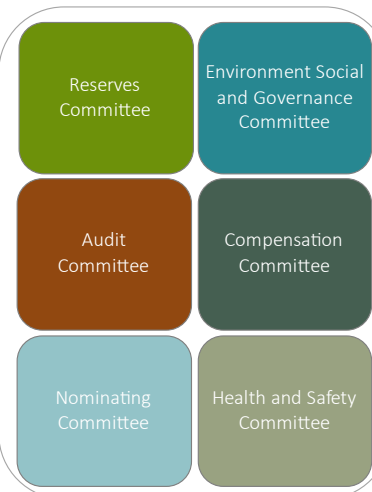 Reserves
Committee
Environment Social
and Governance
Committee
Audit
Committee
Compensation
Committee
Nominating
Committee
Health and Safety
Committee